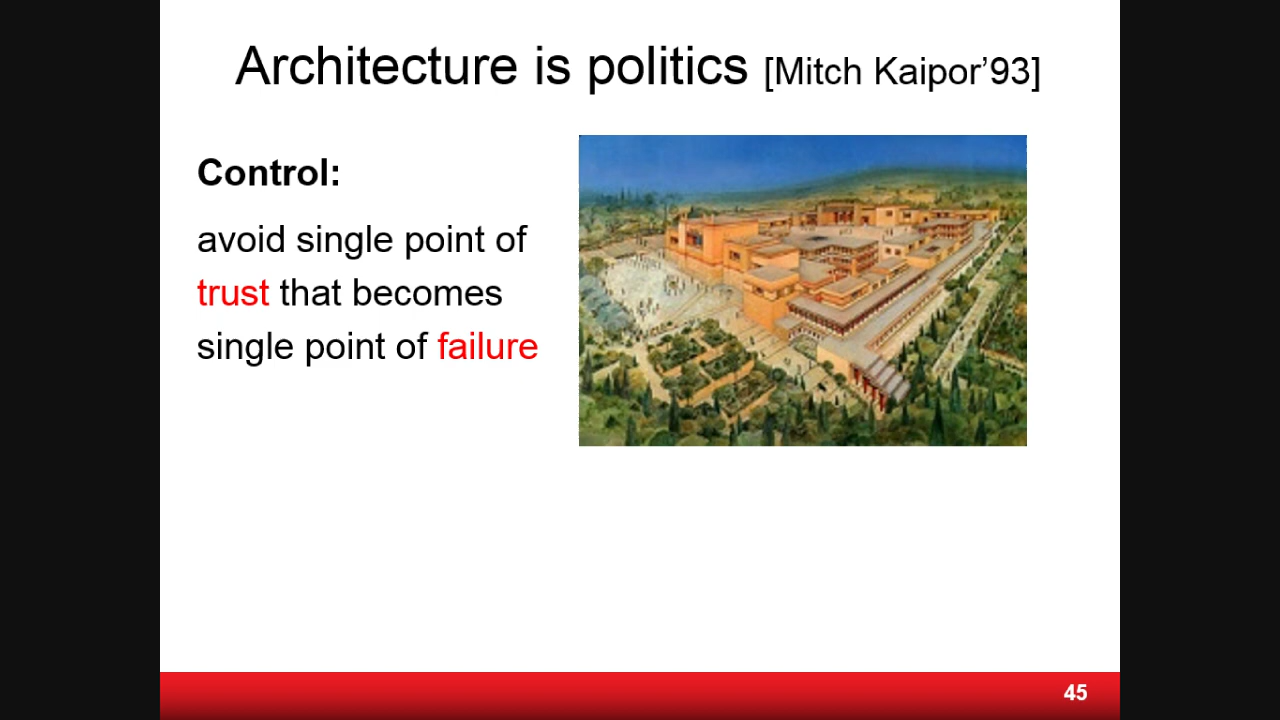 Architecture is politics [Mitch Kaipor’93]
Control:
avoid single point of
trust that becomes
single point of failure
45